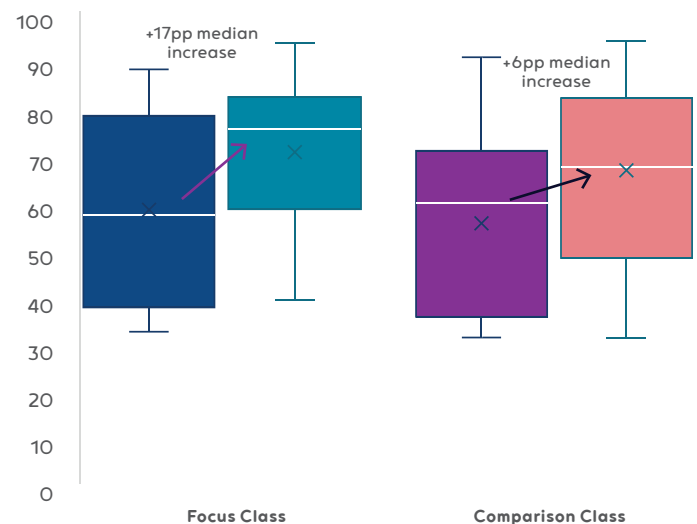 100
+17pp median
increase
90
+6pp median
increase
80
70
60
50
40
30
20
10
0
Focus Class
Comparison Class